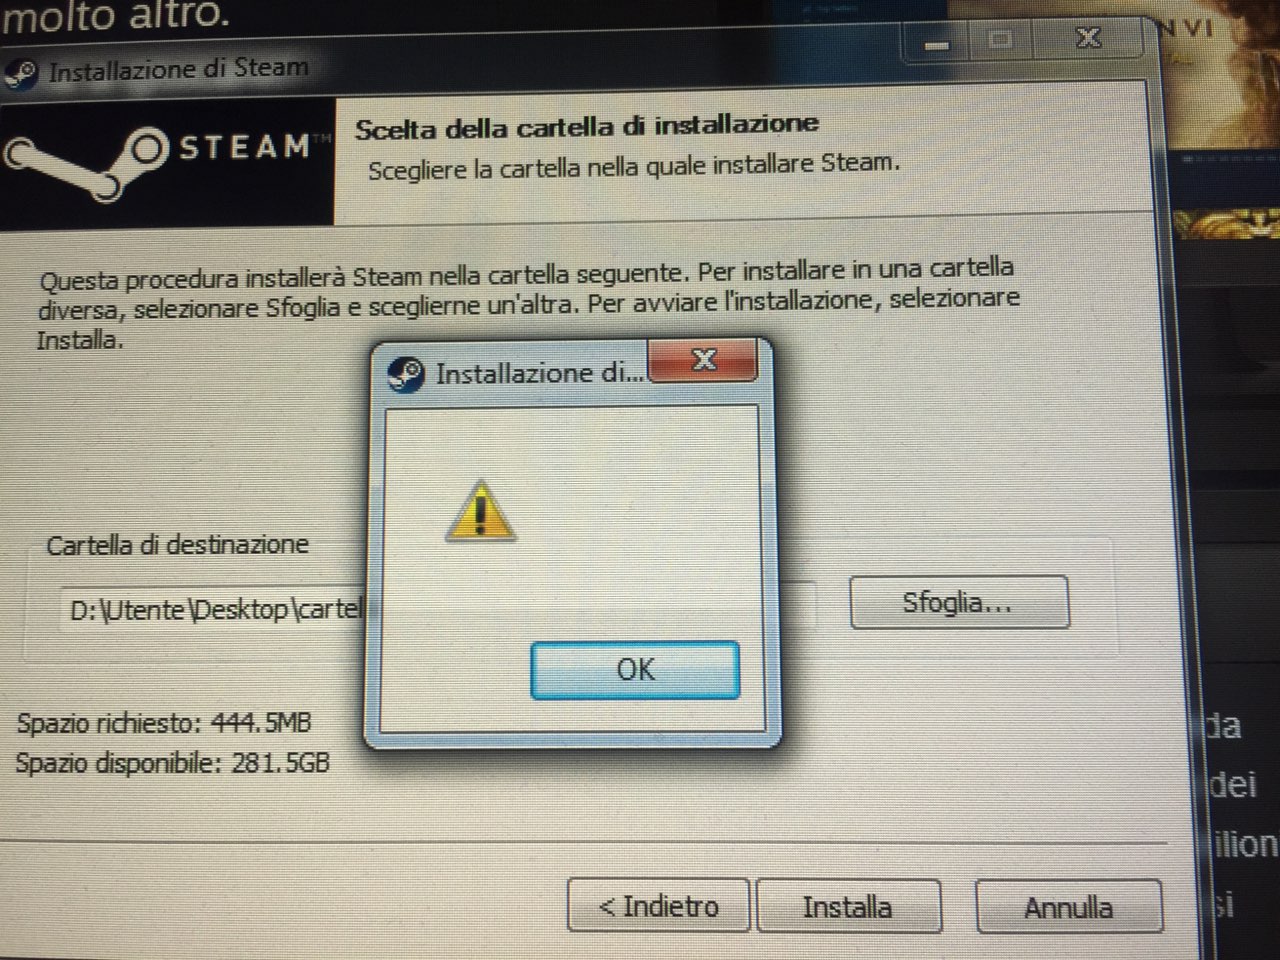 molto altro.
N VI
Installazione di Steam
STEAM™
Scelta della cartella di installazione
Scegliere la cartella nella quale installare Steam.
Questa procedura installerà Steam nella cartella seguente. Per installare in una cartella
diversa, selezionare Sfoglia e sceglierne un'altra. Per avviare l'installazione, selezionare
Installa.
Installazione di...
Cartella di destinazione
D:\Utente\Desktop\cartel
Sfoglia...
OK
Spazio richiesto: 444.5MB
Spazio disponibile: 281.5GB
da
dei
ilion
si
< Indietro
Installa
Annulla